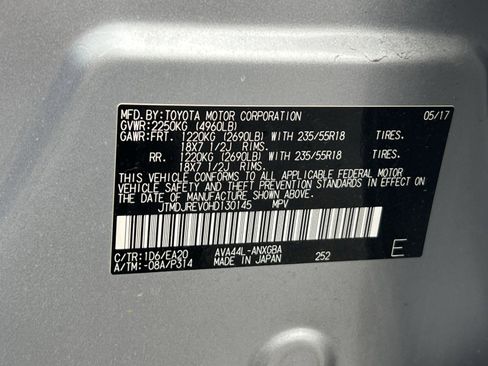 MFD. BY: TOYOTA MOTOR CORPORATION 05/17
GVWR: 2250KG (4960LB)
GAWR: FRT. 1220KG (2690LB) WITH 235/55R18 TIRES.
18X7 1/2J RIMS.
RR. 1220KG (2690LB) WITH 235/55R18 TIRES.
18X7 1/2J RIMS.
THIS VEHICLE CONFORMS TO ALL APPLICABLE FEDERAL MOTOR
VEHICLE SAFETY AND THEFT PREVENTION STANDARDS IN EFFECT ON
THE DATE OF MANUFACTURE SHOWN ABOVE.
JTMDJREV0HD130145 MPV
C/TR: 1D6/EA20 AVA44L-ANXGBA
A/TM: -08A/P314 MADE IN JAPAN 252 E